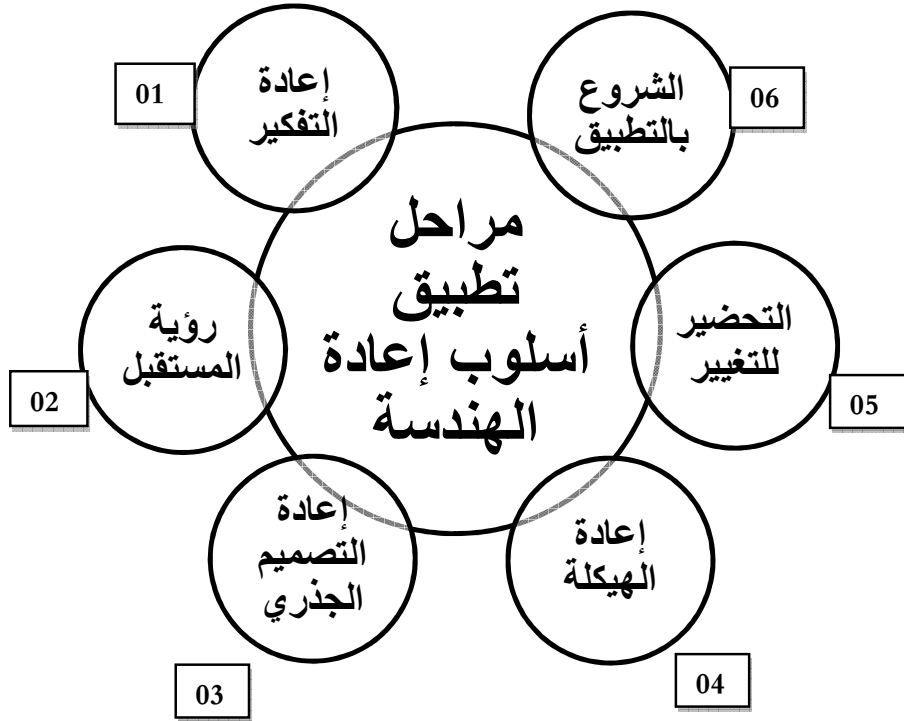 مراحل
تطبيق
أسلوب إعادة
الهندسة
01
إعادة
التفكير
02
رؤية
المستقبل
03
إعادة
التصميم
الجذري
04
إعادة
الهيكلة
05
التحضير
للتغيير
06
الشروع
بالتطبيق